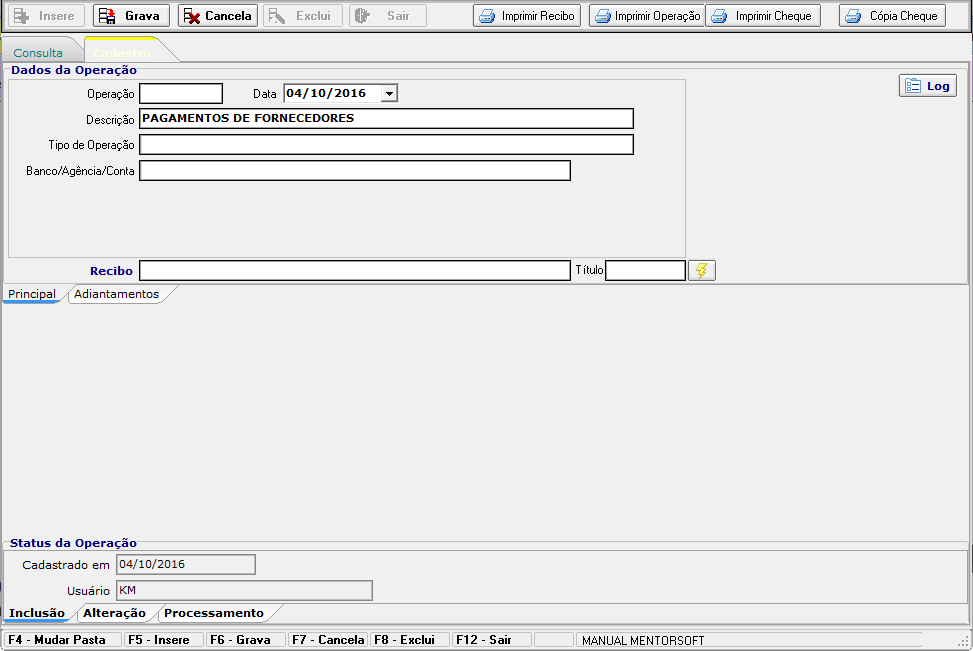 Insere Grava Cancela Exclui Sair Imprimir Recibo Imprimir Operação Imprimir Cheque Cópia Cheque
Consulta Cadastro
Dados da Operação
Log
Operação Data 04/10/2016
Descrição PAGAMENTOS DE FORNECEDORES
Tipo de Operação
Banco/Agência/Conta
Recibo Título
Principal Adiantamentos
Status da Operação
Cadastrado em 04/10/2016
Usuário KM
Inclusão Alteração Processamento
F4 - Mudar Pasta F5 - Insere F6 - Grava F7 - Cancela F8 - Exclui F12 - Sair MANUAL MENTORSOFT